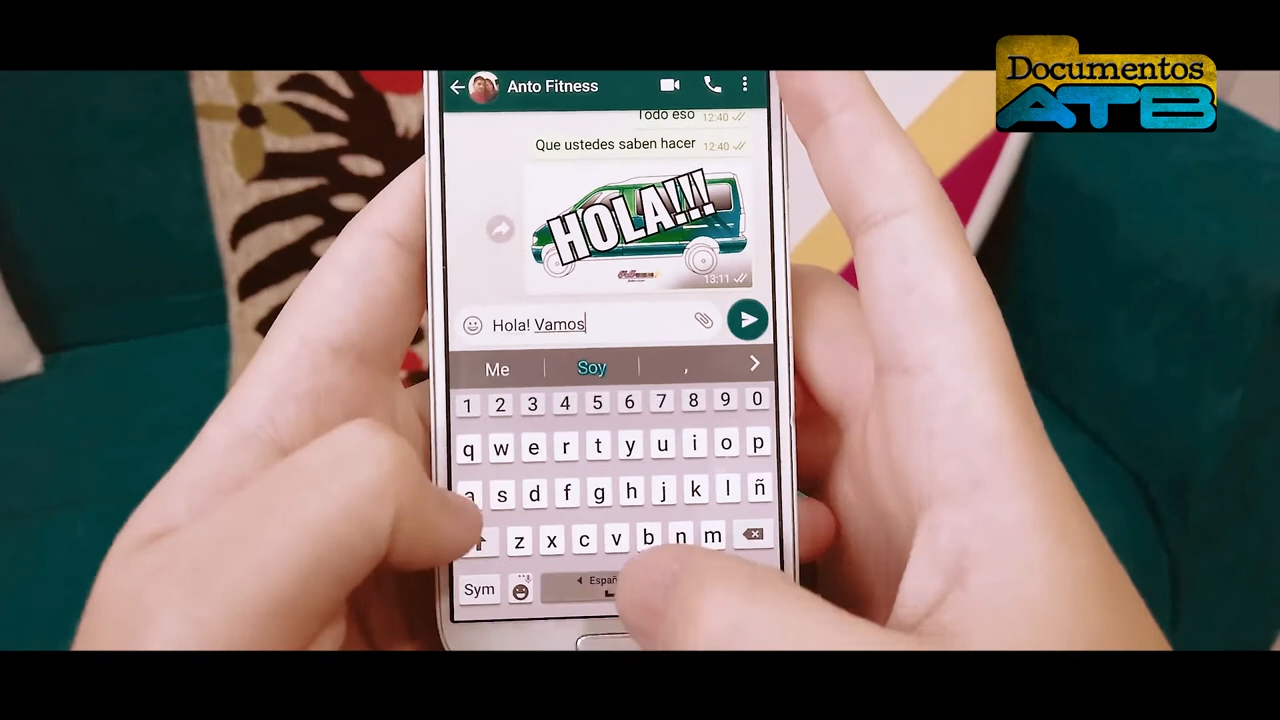 Documentos
ATB
Anto Fitness
Todo eso 12:40
Que ustedes saben hacer 12:40
HOLA!!!
13:11
Hola! Vamos
Me Soy ,
1 2 3 4 5 6 7 8 9 0
q w e r t y u i o p
a s d f g h j k l ñ
z x c v b n m
Sym Españ